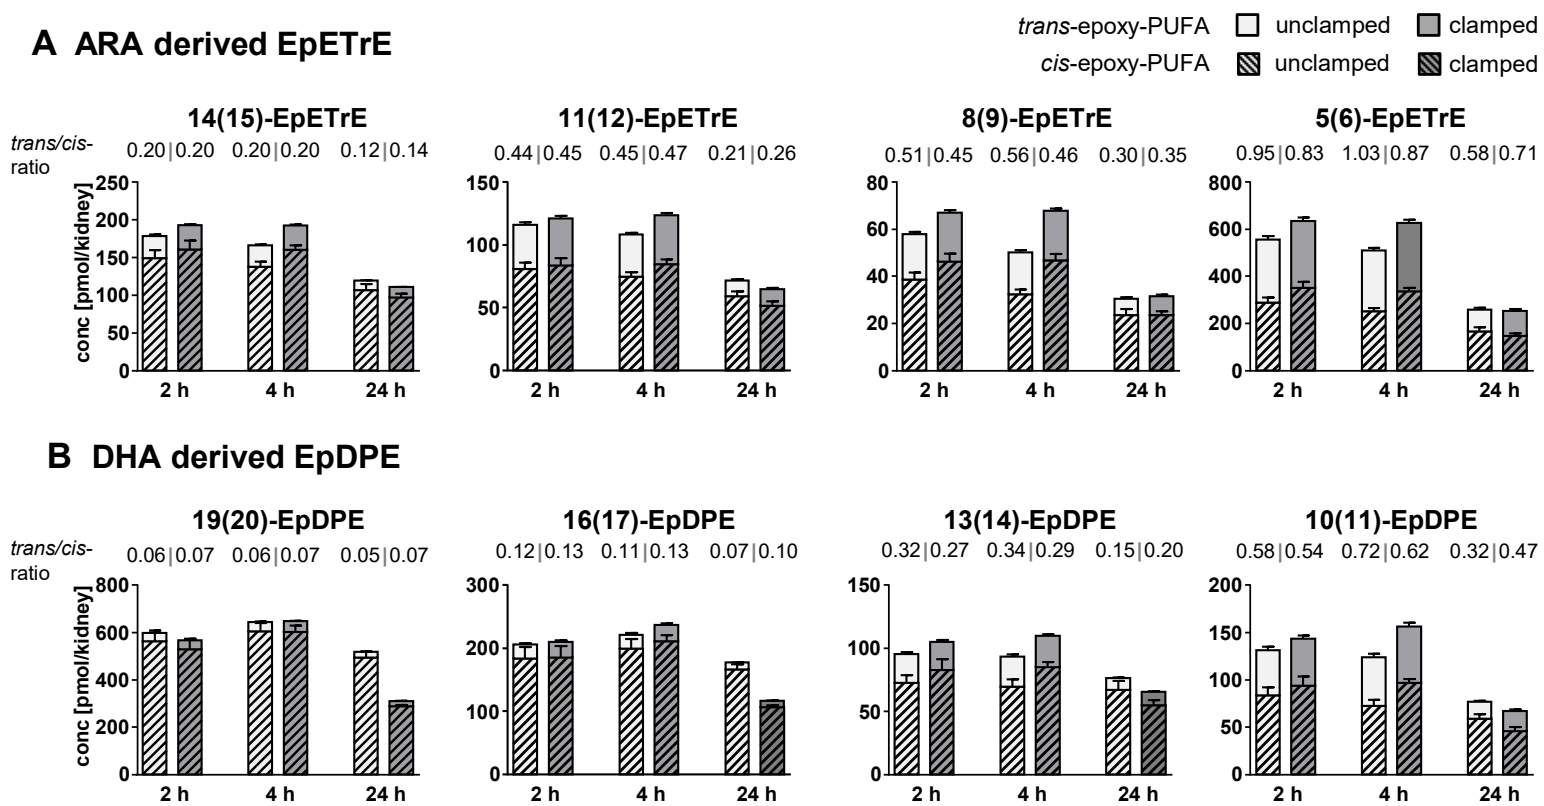 A ARA derived EpETrE
trans-epoxy-PUFA unclamped clamped
cis-epoxy-PUFA unclamped clamped
14(15)-EpETrE 11(12)-EpETrE 8(9)-EpETrE 5(6)-EpETrE
trans/cis-
ratio
0.20|0.20 0.20|0.20 0.12|0.14 0.44|0.45 0.45|0.47 0.21|0.26 0.51|0.45 0.56|0.46 0.30|0.35 0.95|0.83 1.03|0.87 0.58|0.71
conc [pmol/kidney]
250
200
150
100
50
0
2 h 4 h 24 h
150
100
50
0
2 h 4 h 24 h
80
60
40
20
0
2 h 4 h 24 h
800
600
400
200
0
2 h 4 h 24 h
B DHA derived EpDPE
19(20)-EpDPE 16(17)-EpDPE 13(14)-EpDPE 10(11)-EpDPE
trans/cis-
ratio
0.06|0.07 0.06|0.07 0.05|0.07 0.12|0.13 0.11|0.13 0.07|0.10 0.32|0.27 0.34|0.29 0.15|0.20 0.58|0.54 0.72|0.62 0.32|0.47
conc [pmol/kidney]
800
600
400
200
0
2 h 4 h 24 h
300
200
100
0
2 h 4 h 24 h
150
100
50
0
2 h 4 h 24 h
200
150
100
50
0
2 h 4 h 24 h